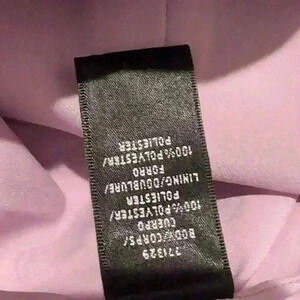 771329
BODY/CORPS/
CUERPO
100%POLYESTER/
POLIESTER
LINING/DOUBLURE/
FORRO
100%POLYESTER/
POLIESTER